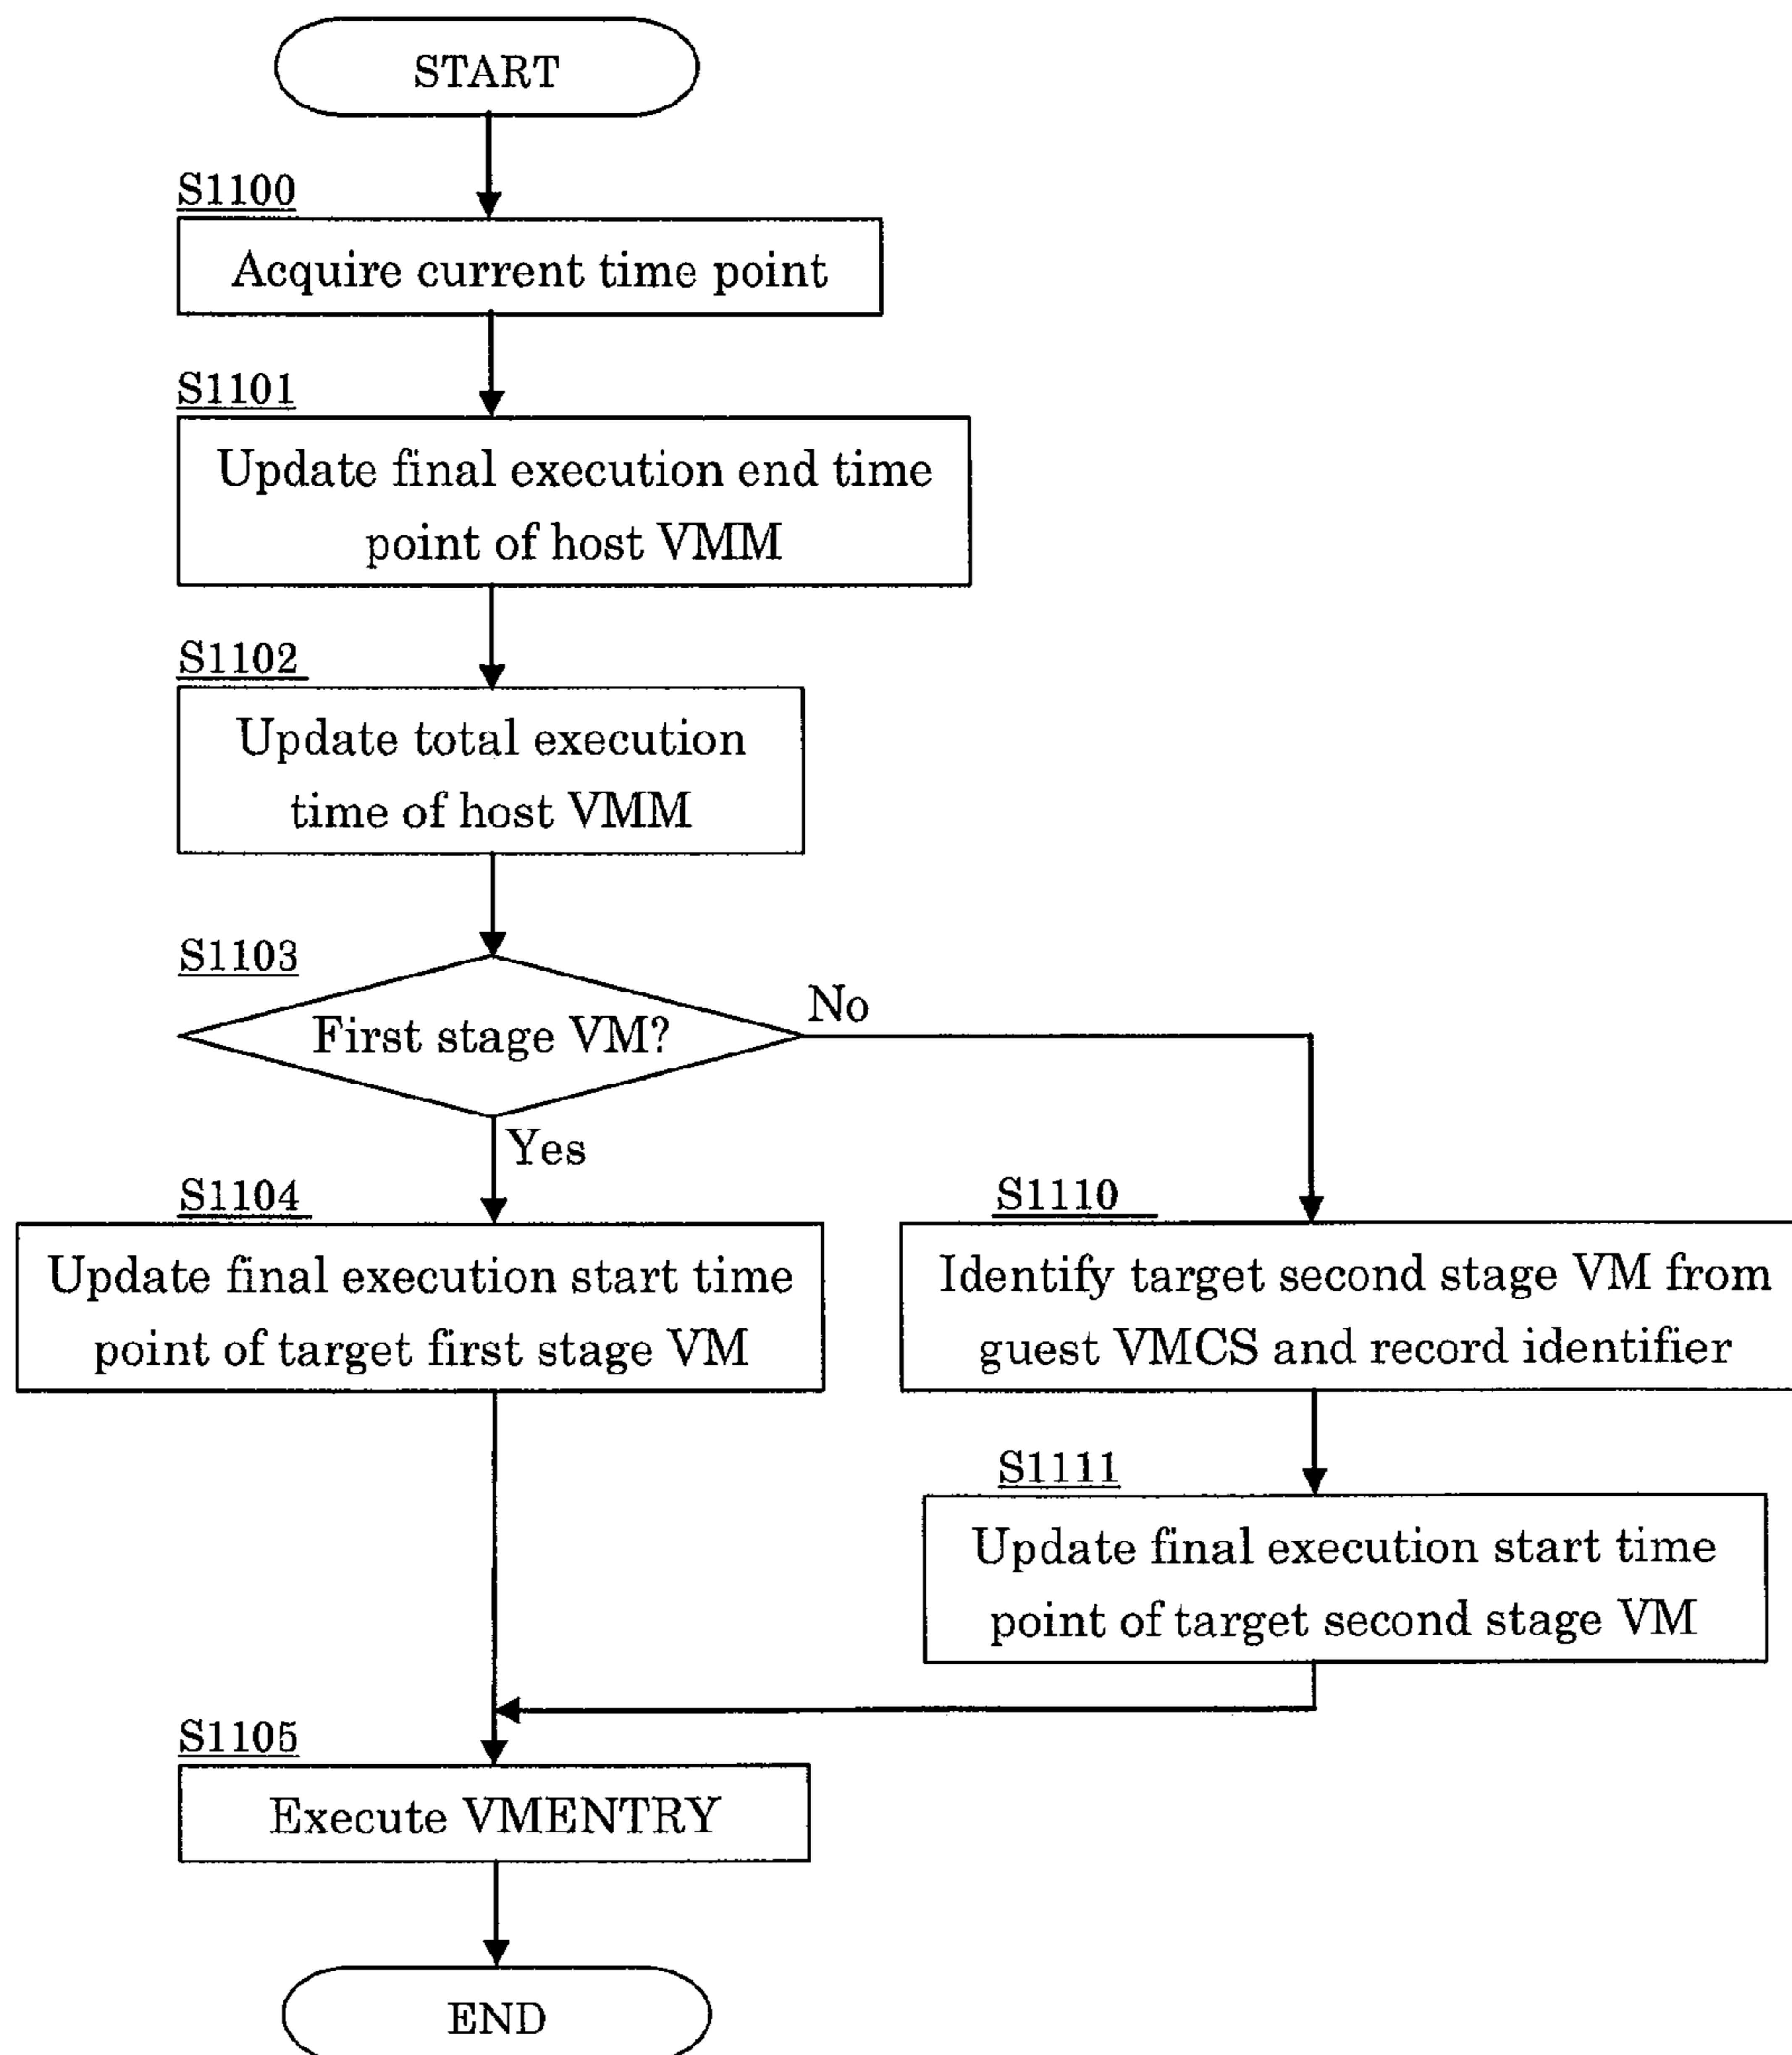 START
S1100
Acquire current time point
S1101
Update final execution end time
point of host VMM
S1102
Update total execution
time of host VMM
S1103
First stage VM?
No
Yes
S1104
Update final execution start time
point of target first stage VM
S1110
Identify target second stage VM from
guest VMCS and record identifier
S1111
Update final execution start time
point of target second stage VM
S1105
Execute VMENTRY
END